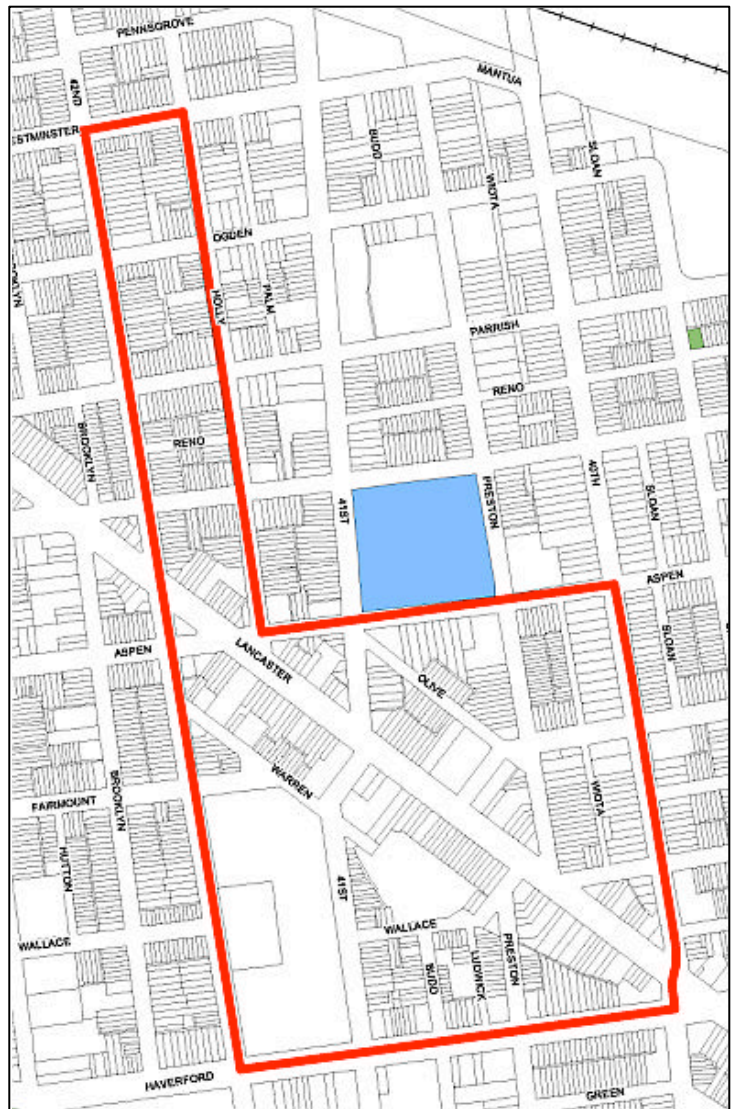 PENNSGROVE
42ND
MANTUA
ESTMINSTER
BUDD
SLOAN
WIOTA
OGDEN
BROOKLYN
HOLLY
PALM
PARRISH
RENO
BROOKLYN
RENO
41ST
PRESTON
40TH
SLOAN
ASPEN
ASPEN
LANCASTER
SLOAN
OLIVE
WARREN
BROOKLYN
FAIRMOUNT
WIOTA
HUTTON
41ST
WALLACE
WALLACE
BUDD
LUDWICK
PRESTON
HAVERFORD
GREEN